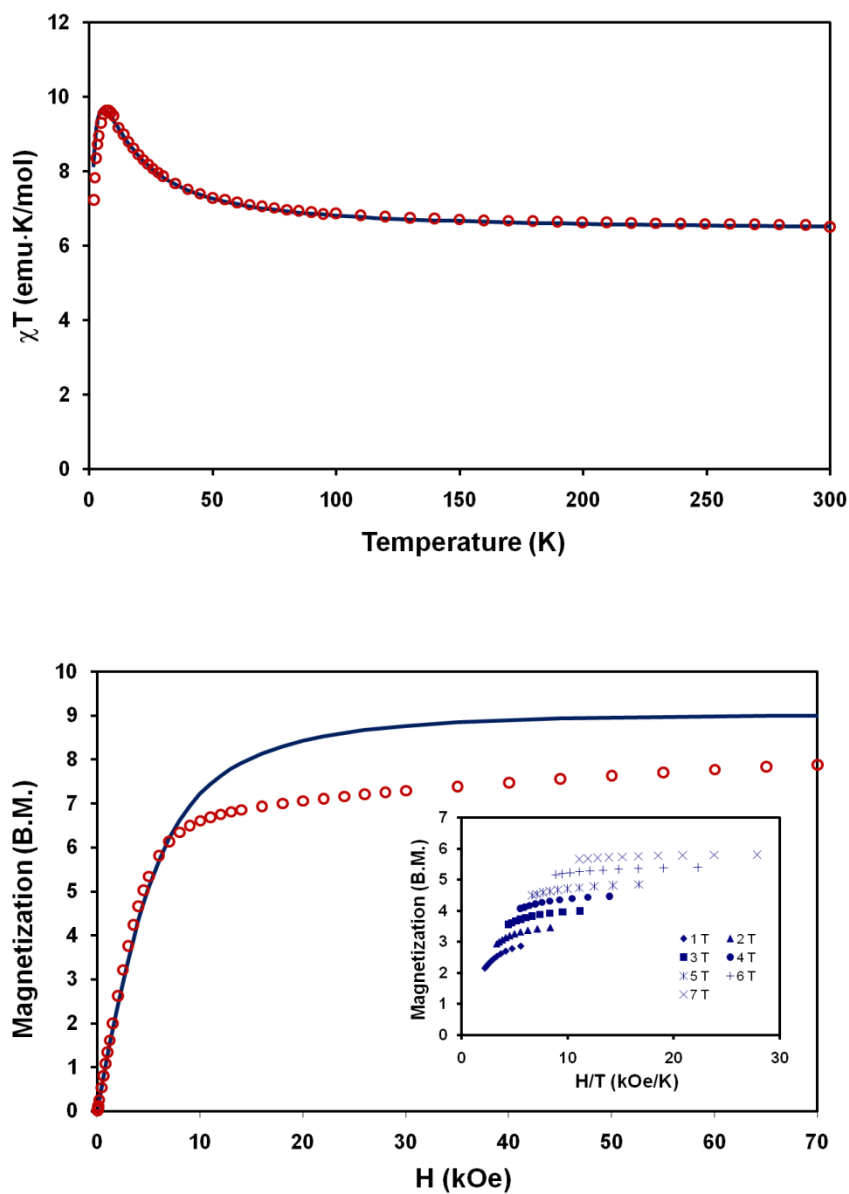 12
10
8
6
4
2
0
χT (emu·K/mol)
0 50 100 150 200 250 300
Temperature (K)
10
9
8
7
6
5
4
3
2
1
0
Magnetization (B.M.)
0 10 20 30 40 50 60 70
H (kOe)
7
6
5
4
3
2
1
0
Magnetization (B.M.)
1 T 2 T
3 T 4 T
5 T 6 T
7 T
0 10 20 30
H/T (kOe/K)